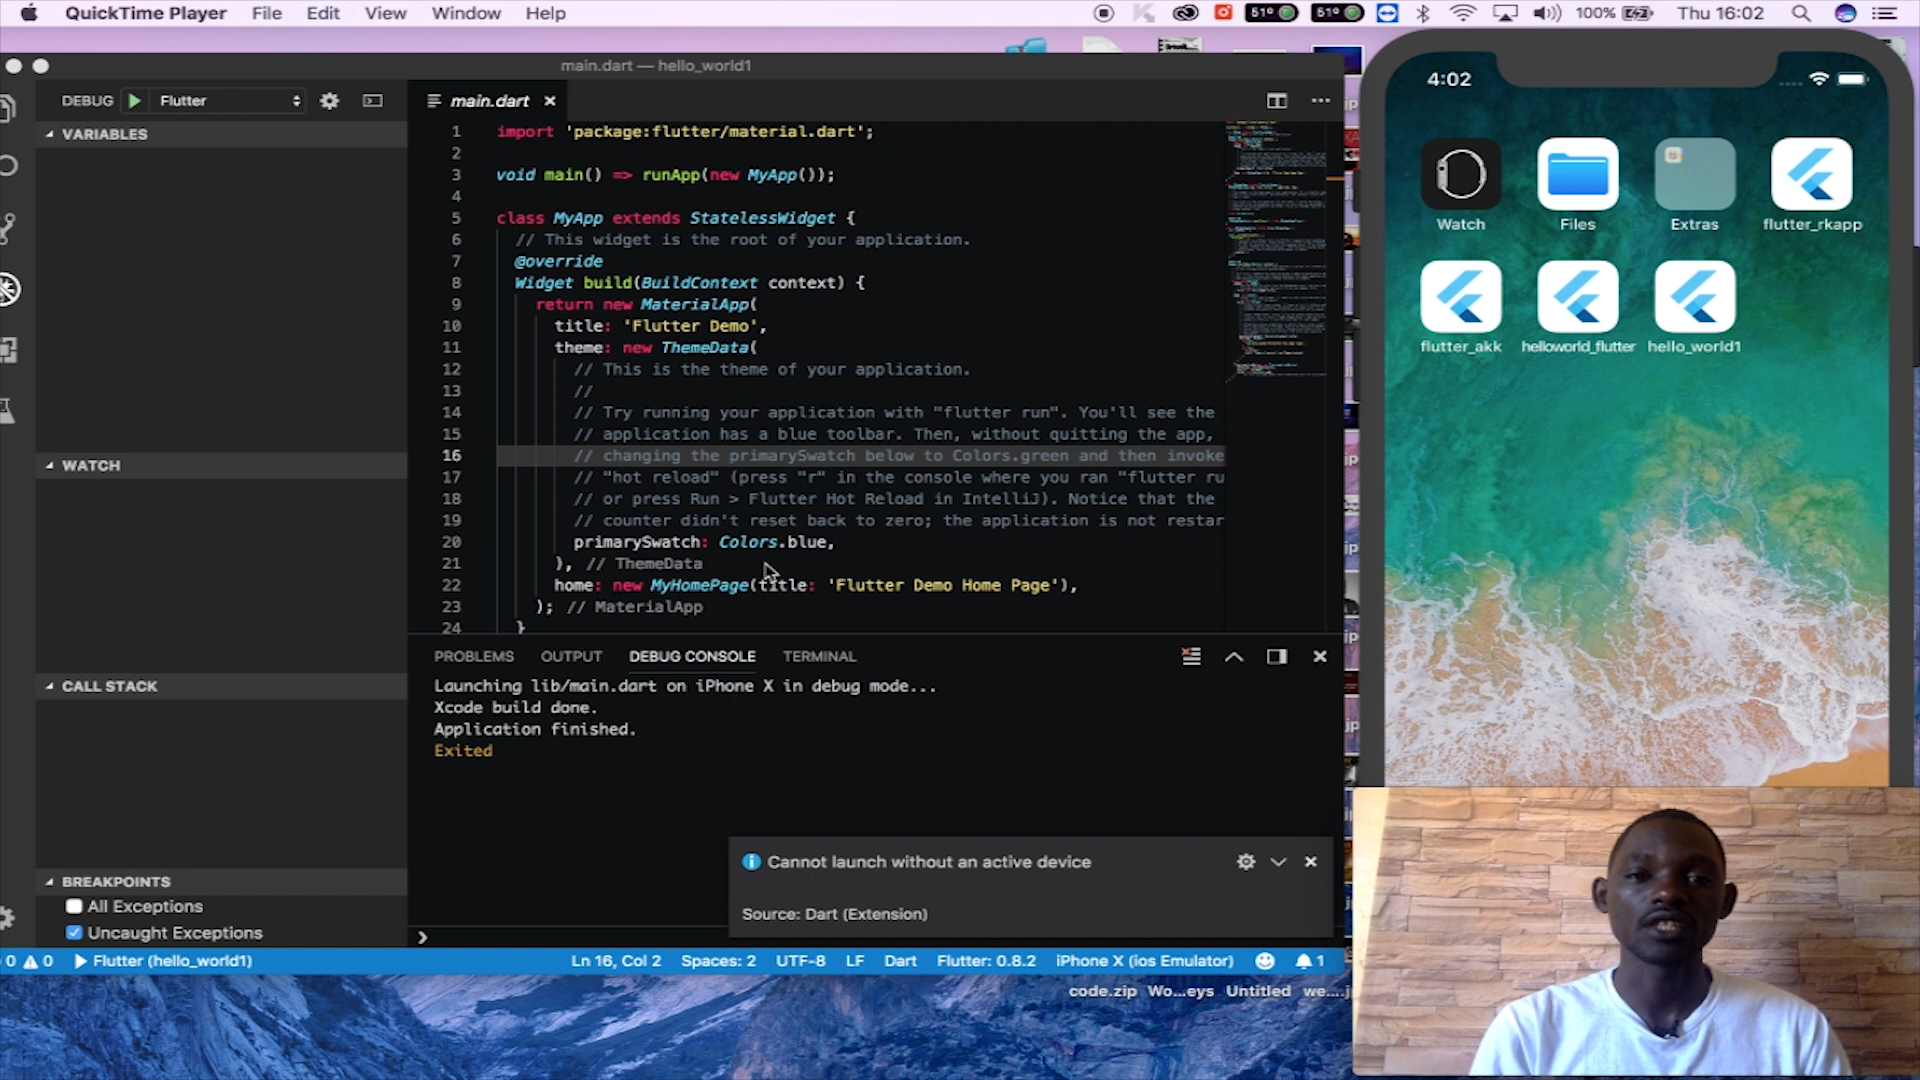 QuickTime Player File Edit View Window Help
51° 51° 100% Thu 16:02
main.dart — hello_world1
DEBUG Flutter
main.dart
VARIABLES
WATCH
CALL STACK
BREAKPOINTS
All Exceptions
Uncaught Exceptions
1 import 'package:flutter/material.dart';
2
3 void main() => runApp(new MyApp());
4
5 class MyApp extends StatelessWidget {
6 // This widget is the root of your application.
7 @override
8 Widget build(BuildContext context) {
9 return new MaterialApp(
10 title: 'Flutter Demo',
11 theme: new ThemeData(
12 // This is the theme of your application.
13 //
14 // Try running your application with "flutter run". You'll see the
15 // application has a blue toolbar. Then, without quitting the app,
16 // changing the primarySwatch below to Colors.green and then invoke
17 // "hot reload" (press "r" in the console where you ran "flutter ru
18 // or press Run > Flutter Hot Reload in IntelliJ). Notice that the
19 // counter didn't reset back to zero; the application is not restar
20 primarySwatch: Colors.blue,
21 ), // ThemeData
22 home: new MyHomePage(title: 'Flutter Demo Home Page'),
23 ); // MaterialApp
24 }
PROBLEMS OUTPUT DEBUG CONSOLE TERMINAL
Launching lib/main.dart on iPhone X in debug mode...
Xcode build done.
Application finished.
Exited
Cannot launch without an active device
Source: Dart (Extension)
0 0 Flutter (hello_world1) Ln 16, Col 2 Spaces: 2 UTF-8 LF Dart Flutter: 0.8.2 iPhone X (ios Emulator) 1
code.zip Wo...eys Untitled we....j
4:02
Watch Files Extras flutter_rkapp
flutter_akk helloworld_flutter hello_world1